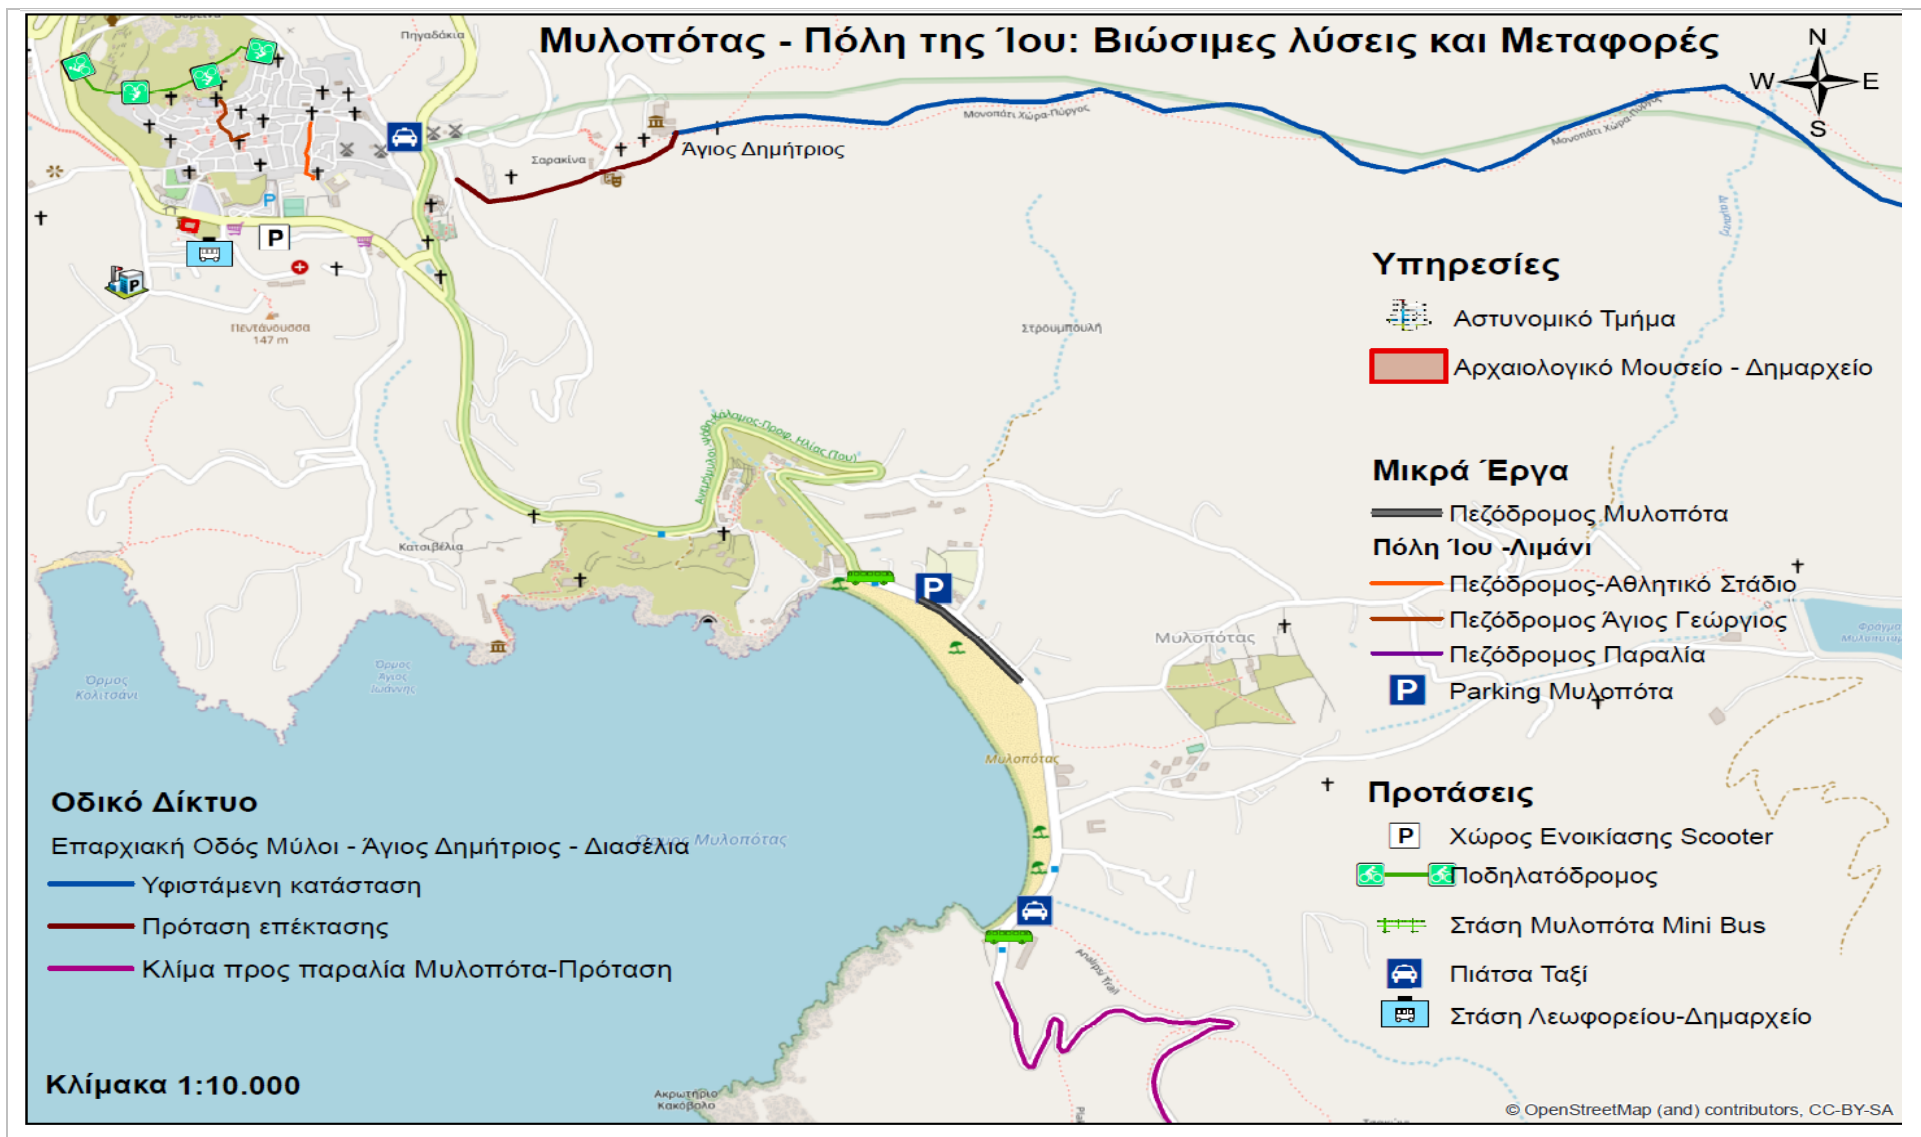 Μυλοπότας - Πόλη της Ίου: Βιώσιμες λύσεις και Μεταφορές
N
W
E
S
Πηγαδάκια
Μονοπάτι Χώρα-Πύργος
Μονοπάτι Χώρα-Πύργος
Άγιος Δημήτριος
Σαρακίνα
P
P
P
Πεντάνουσσα
147 m
Στρουμπουλή
Κατσιβέλια
P
Μυλοπότας
Όρμος
Κολιτσάνι
Όρμος
Άγιος
Ιωάννης
Μυλοπότας
Όρμος Μυλοπότας
Ακρωτήριο
Κακόβολο
Υπηρεσίες
Αστυνομικό Τμήμα
Αρχαιολογικό Μουσείο - Δημαρχείο
Μικρά Έργα
Πεζόδρομος Μυλοπότα
Πόλη Ίου -Λιμάνι
Πεζόδρομος-Αθλητικό Στάδιο
Πεζόδρομος Άγιος Γεώργιος
Πεζόδρομος Παραλία
P Parking Μυλοπότα
Προτάσεις
P Χώρος Ενοικίασης Scooter
Ποδηλατόδρομος
Στάση Μυλοπότα Mini Bus
Πιάτσα Ταξί
Στάση Λεωφορείου-Δημαρχείο
Οδικό Δίκτυο
Επαρχιακή Οδός Μύλοι - Άγιος Δημήτριος - Διασέλια
Υφιστάμενη κατάσταση
Πρόταση επέκτασης
Κλίμα προς παραλία Μυλοπότα-Πρόταση
Κλίμακα 1:10.000
© OpenStreetMap (and) contributors, CC-BY-SA